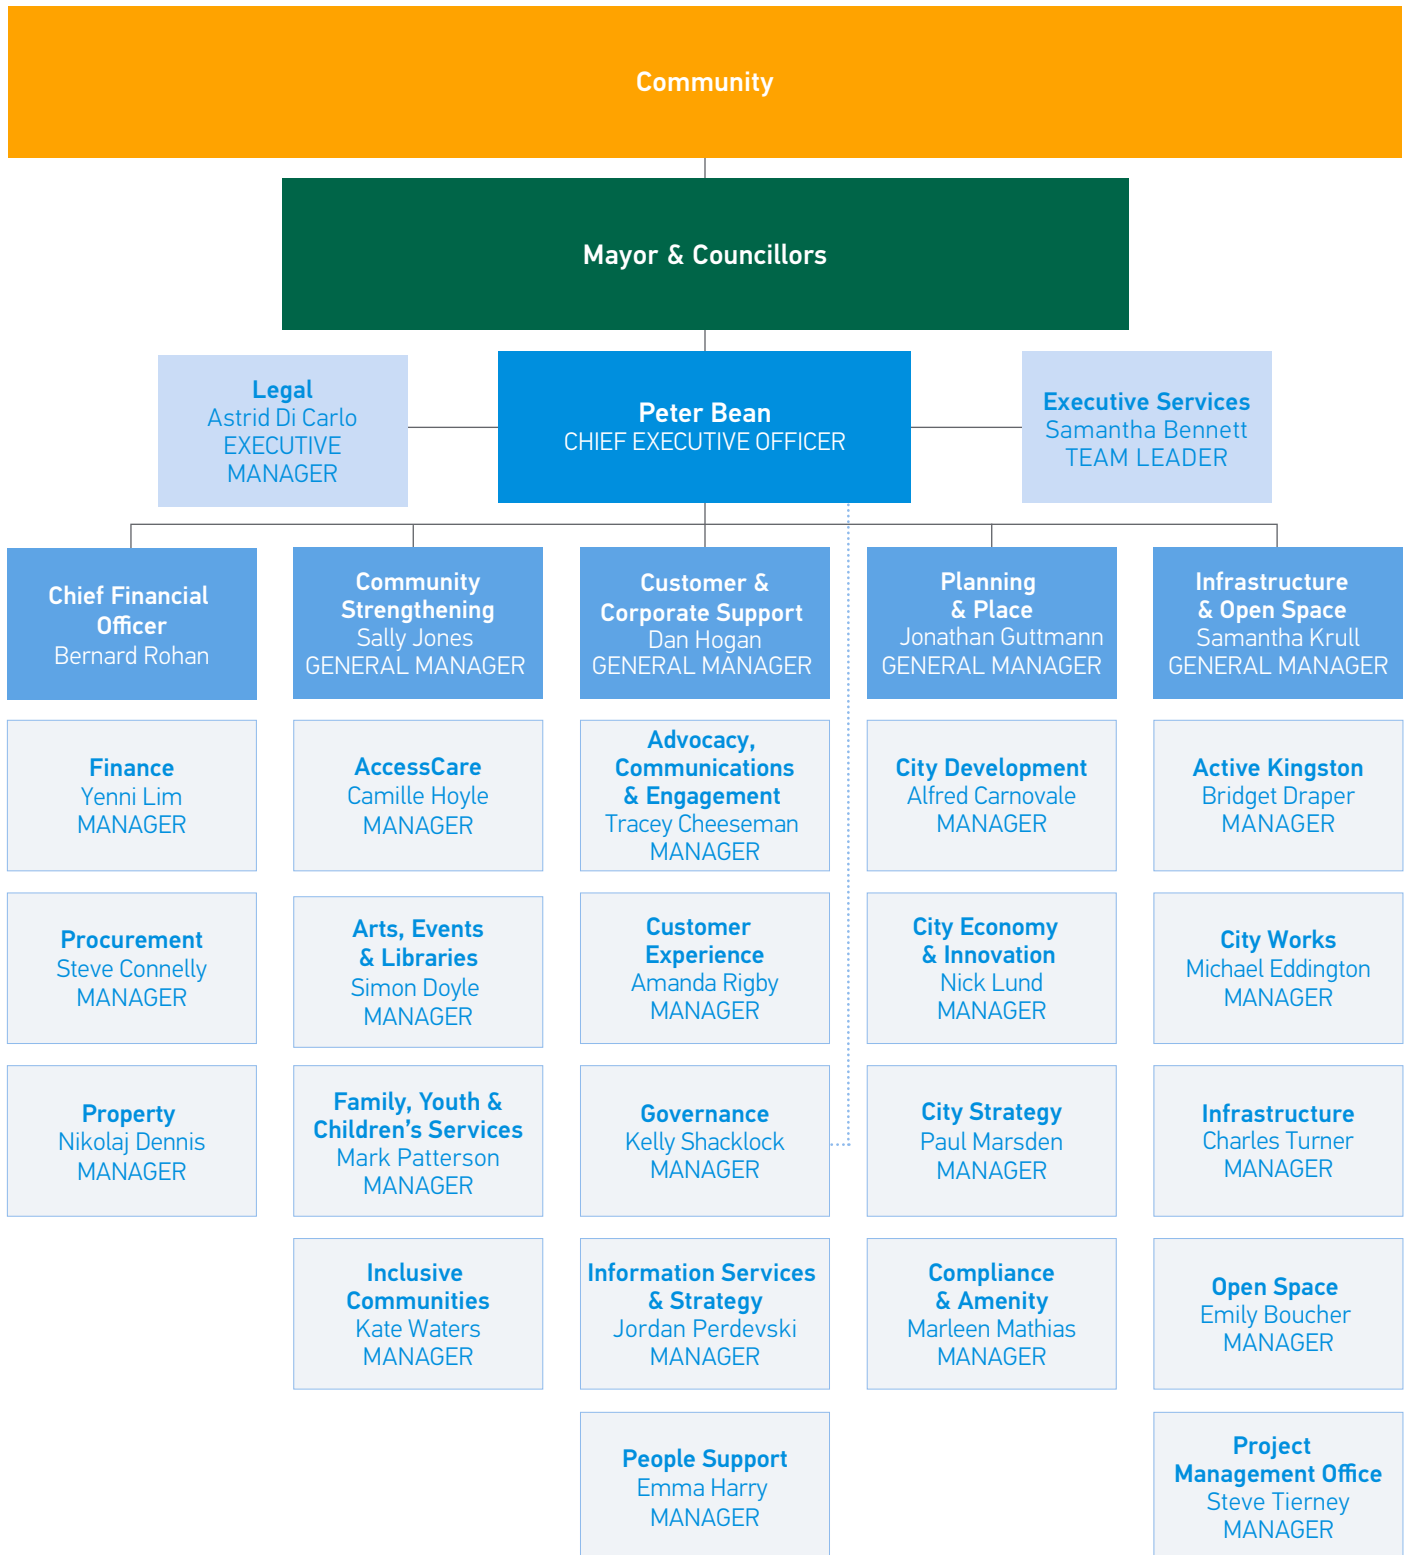 Community
Mayor & Councillors
Legal
Astrid Di Carlo
EXECUTIVE
MANAGER
Peter Bean
CHIEF EXECUTIVE OFFICER
Executive Services
Samantha Bennett
TEAM LEADER
Chief Financial
Officer
Bernard Rohan
Community
Strengthening
Sally Jones
GENERAL MANAGER
Customer &
Corporate Support
Dan Hogan
GENERAL MANAGER
Planning
& Place
Jonathan Guttmann
GENERAL MANAGER
Infrastructure
& Open Space
Samantha Krull
GENERAL MANAGER
Finance
Yenni Lim
MANAGER
AccessCare
Camille Hoyle
MANAGER
Advocacy,
Communications
& Engagement
Tracey Cheeseman
MANAGER
City Development
Alfred Carnovale
MANAGER
Active Kingston
Bridget Draper
MANAGER
Procurement
Steve Connelly
MANAGER
Arts, Events
& Libraries
Simon Doyle
MANAGER
Customer
Experience
Amanda Rigby
MANAGER
City Economy
& Innovation
Nick Lund
MANAGER
City Works
Michael Eddington
MANAGER
Property
Nikolaj Dennis
MANAGER
Family, Youth &
Children's Services
Mark Patterson
MANAGER
Governance
Kelly Shacklock
MANAGER
City Strategy
Paul Marsden
MANAGER
Infrastructure
Charles Turner
MANAGER
Inclusive
Communities
Kate Waters
MANAGER
Information Services
& Strategy
Jordan Perdevski
MANAGER
Compliance
& Amenity
Marleen Mathias
MANAGER
Open Space
Emily Boucher
MANAGER
People Support
Emma Harry
MANAGER
Project
Management Office
Steve Tierney
MANAGER